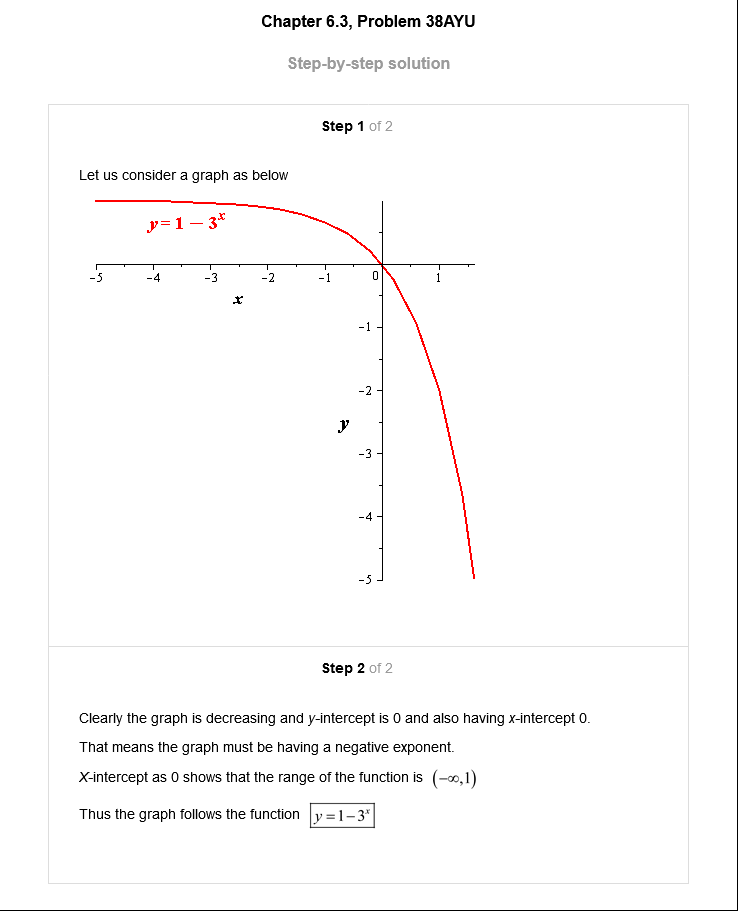 Chapter 6.3, Problem 38AYU
Step-by-step solution
Step 1 of 2
Let us consider a graph as below
y = 1 − 3ˣ
-5 -4 -3 -2 -1 0 1
x
-1
-2
y
-3
-4
-5
Step 2 of 2
Clearly the graph is decreasing and y-intercept is 0 and also having x-intercept 0.
That means the graph must be having a negative exponent.
X-intercept as 0 shows that the range of the function is (−∞,1)
Thus the graph follows the function y = 1 − 3ˣ